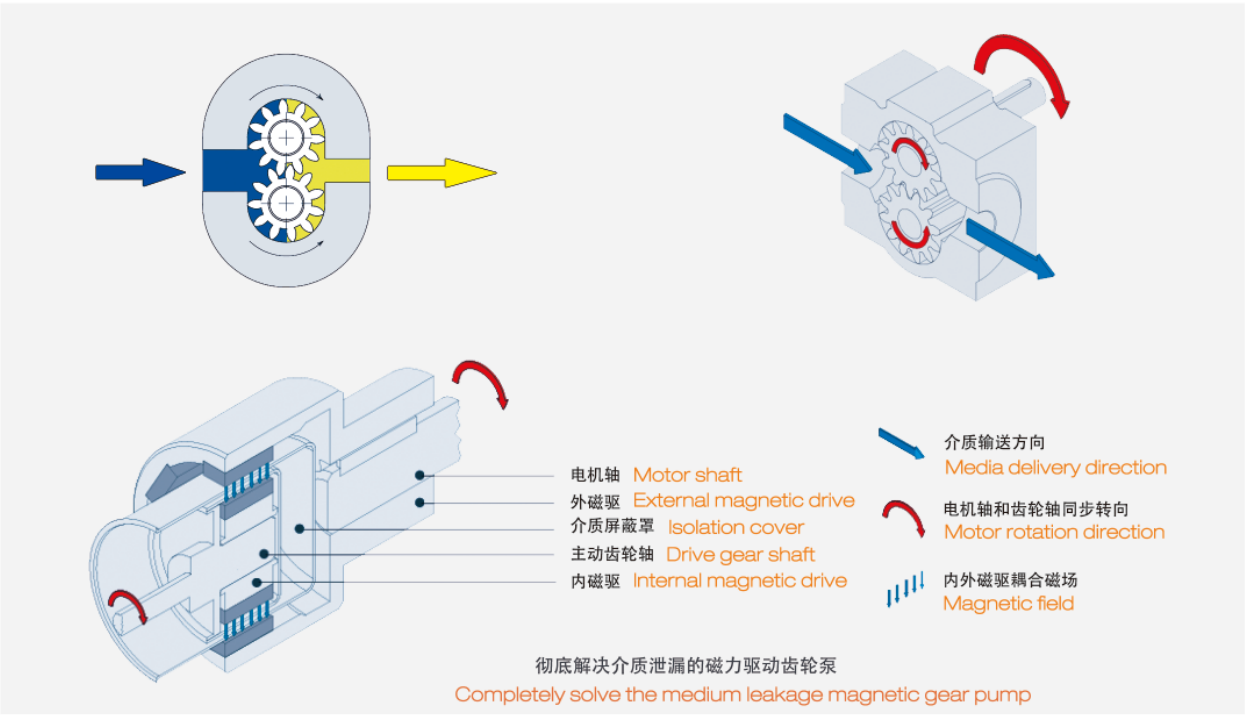 电机轴 Motor shaft
外磁驱 External magnetic drive
介质屏蔽罩 Isolation cover
主动齿轮轴 Drive gear shaft
内磁驱 Internal magnetic drive
介质输送方向
Media delivery direction
电机轴和齿轮轴同步转向
Motor rotation direction
内外磁驱耦合磁场
Magnetic field
彻底解决介质泄漏的磁力驱动齿轮泵
Completely solve the medium leakage magnetic gear pump